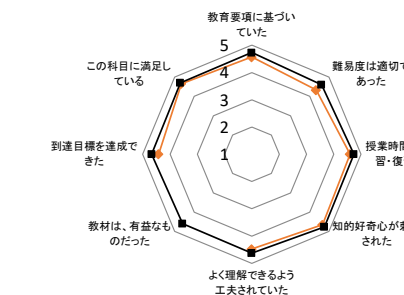 教育要項に基づい
ていた
難易度は適切で
あった
授業時間
習・復
知的好奇心が刺
された
よく理解できるよう
工夫されていた
教材は、有益なも
のだった
到達目標を達成で
きた
この科目に満足し
ている
5
4
3
2
1